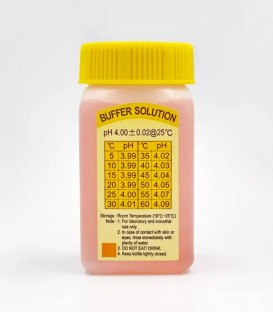 BUFFER SOLUTION
pH 4.00±0.02@25℃
℃ pH ℃ pH
5 3.99 35 4.02
10 3.99 40 4.03
15 3.99 45 4.04
20 4.00 50 4.05
25 4.00 55 4.07
30 4.01 60 4.09
Storage : Room Temperature (18℃~25℃)
Note : 1. For laboratory and industrial
use only.
2. In case of contact with skin or
eyes, rinse immediately with
plenty of water.
3. DO NOT EAT/ DRINK.
4. Keep bottle tightly closed.